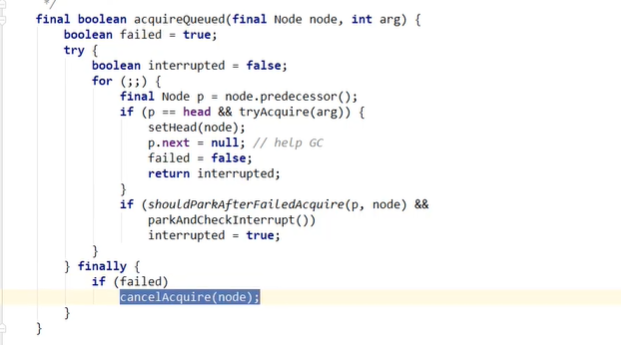 */
final boolean acquireQueued(final Node node, int arg) {
boolean failed = true;
try {
boolean interrupted = false;
for (;;) {
final Node p = node.predecessor();
if (p == head && tryAcquire(arg)) {
setHead(node);
p.next = null; // help GC
failed = false;
return interrupted;
}
if (shouldParkAfterFailedAcquire(p, node) &&
parkAndCheckInterrupt())
interrupted = true;
}
} finally {
if (failed)
cancelAcquire(node);
}
}